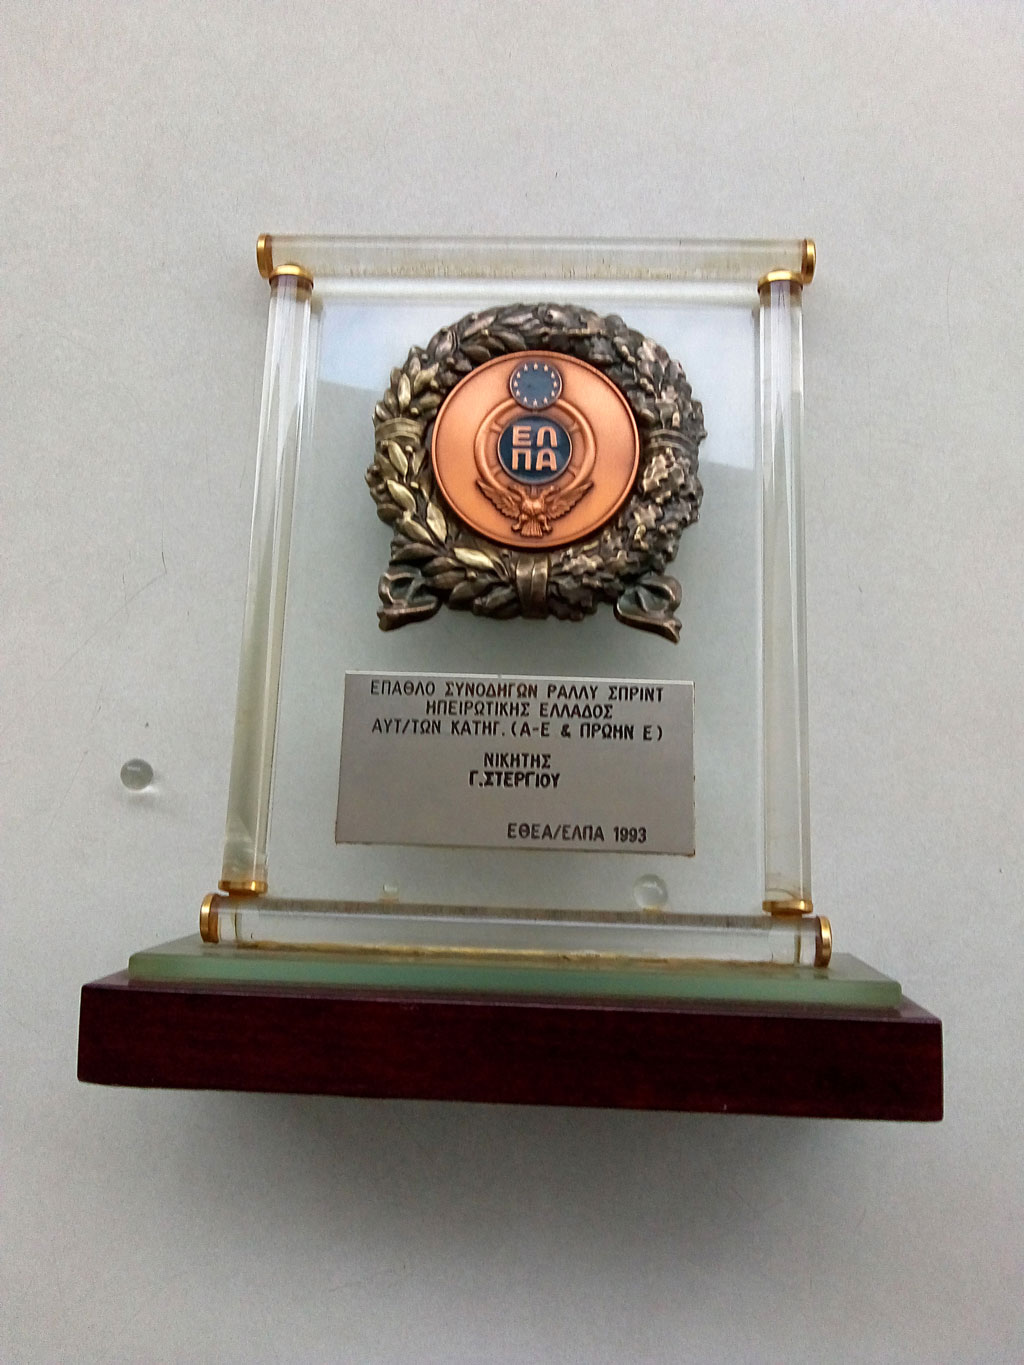 ΕΛ
ΠΑ
ΕΠΑΘΛΟ ΣΥΝΟΔΗΓΩΝ ΡΑΛΛΥ ΣΠΡΙΝΤ
ΗΠΕΙΡΩΤΙΚΗΣ ΕΛΛΑΔΟΣ
ΑΥΤ/ΤΩΝ ΚΑΤΗΓ.(Α-Ε & ΠΡΩΗΝ Ε)
ΝΙΚΗΤΗΣ
Γ.ΣΤΕΡΓΙΟΥ
ΕΘΕΑ/ΕΛΠΑ 1993